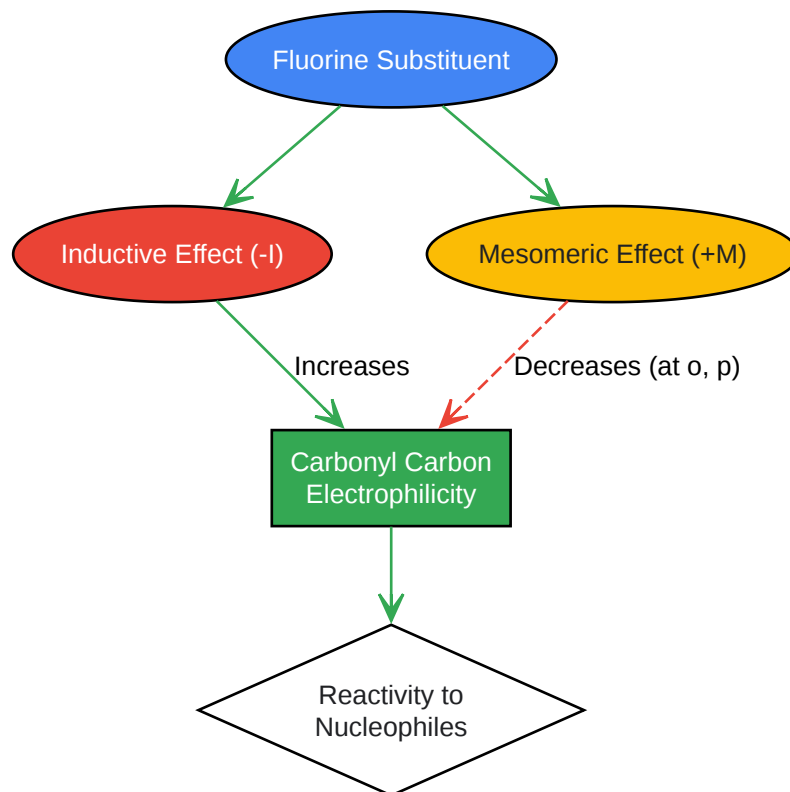 Fluorine Substituent
Inductive Effect (-I)
Mesomeric Effect (+M)
Increases
Decreases (at o, p)
Carbonyl Carbon
Electrophilicity
Reactivity to
Nucleophiles